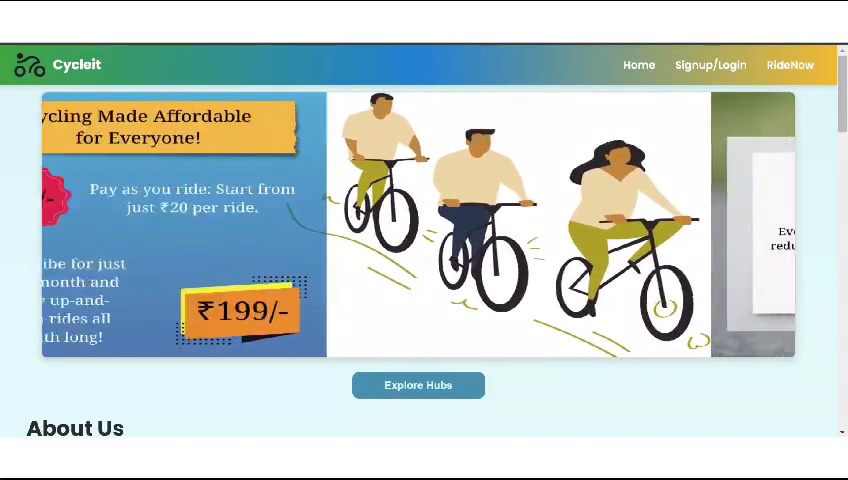 Cycleit
Home Signup/Login RideNow
ycling Made Affordable
for Everyone!
Pay as you ride: Start from
just ₹20 per ride.
ibe for just
month and
up-and-
rides all
th long!
₹199/-
Eve
redu
Explore Hubs
About Us